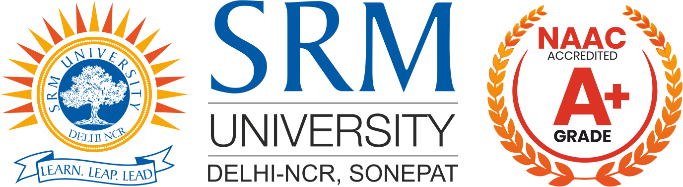 SRM UNIVERSITY
DELHI NCR
LEARN, LEAP, LEAD
SRM
UNIVERSITY
DELHI-NCR, SONEPAT
NAAC
ACCREDITED
A+
GRADE